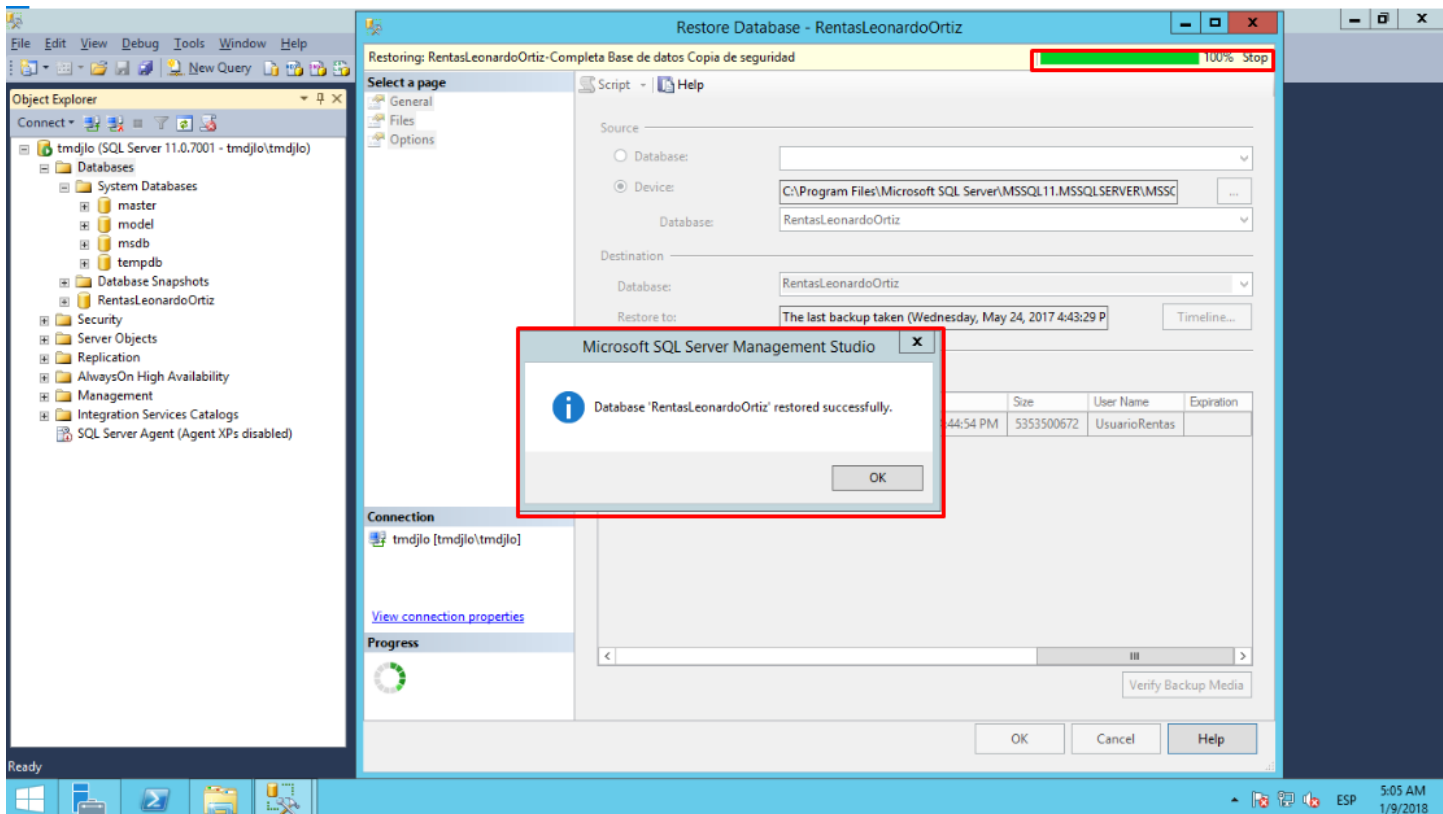 Restore Database - RentasLeonardoOrtiz
File Edit View Debug Tools Window Help
New Query
Object Explorer
Connect
tmdjlo (SQL Server 11.0.7001 - tmdjlo\tmdjlo)
Databases
System Databases
master
model
msdb
tempdb
Database Snapshots
RentasLeonardoOrtiz
Security
Server Objects
Replication
AlwaysOn High Availability
Management
Integration Services Catalogs
SQL Server Agent (Agent XPs disabled)
Ready
Restoring: RentasLeonardoOrtiz-Completa Base de datos Copia de seguridad
100% Stop
Select a page
General
Files
Options
Script Help
Source
Database:
Device: C:\Program Files\Microsoft SQL Server\MSSQL11.MSSQLSERVER\MSSC ...
Database: RentasLeonardoOrtiz
Destination
Database: RentasLeonardoOrtiz
Restore to: The last backup taken (Wednesday, May 24, 2017 4:43:29 P Timeline...
Microsoft SQL Server Management Studio
Database 'RentasLeonardoOrtiz' restored successfully.
OK
Size User Name Expiration
:44:54 PM 5353500672 UsuarioRentas
Connection
tmdjlo [tmdjlo\tmdjlo]
View connection properties
Progress
Verify Backup Media
OK Cancel Help
ESP
5:05 AM
1/9/2018